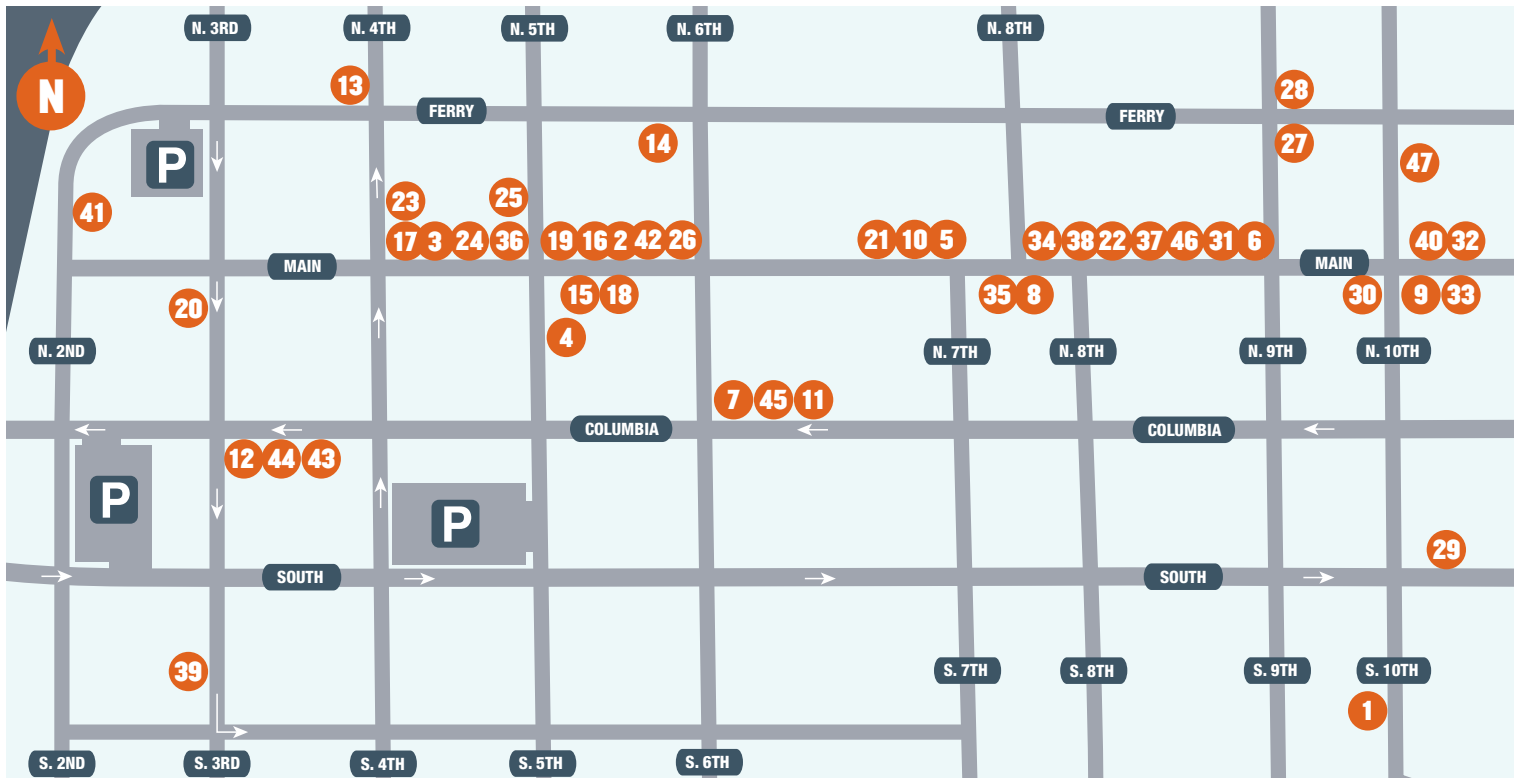 N. 3RD N. 4TH N. 5TH N. 6TH N. 8TH
N
13 28
FERRY FERRY
14 27
P 47
23 25
41
17 3 24 36 19 16 2 42 26 21 10 5 34 38 22 37 46 31 6 40 32
MAIN MAIN
20 15 18 35 8 30 9 33
4
N. 2ND N. 7TH N. 8TH N. 9TH N. 10TH
7 45 11
COLUMBIA COLUMBIA
12 44 43
P P
29
SOUTH SOUTH
39 S. 7TH S. 8TH S. 9TH S. 10TH
1
S. 2ND S. 3RD S. 4TH S. 5TH S. 6TH